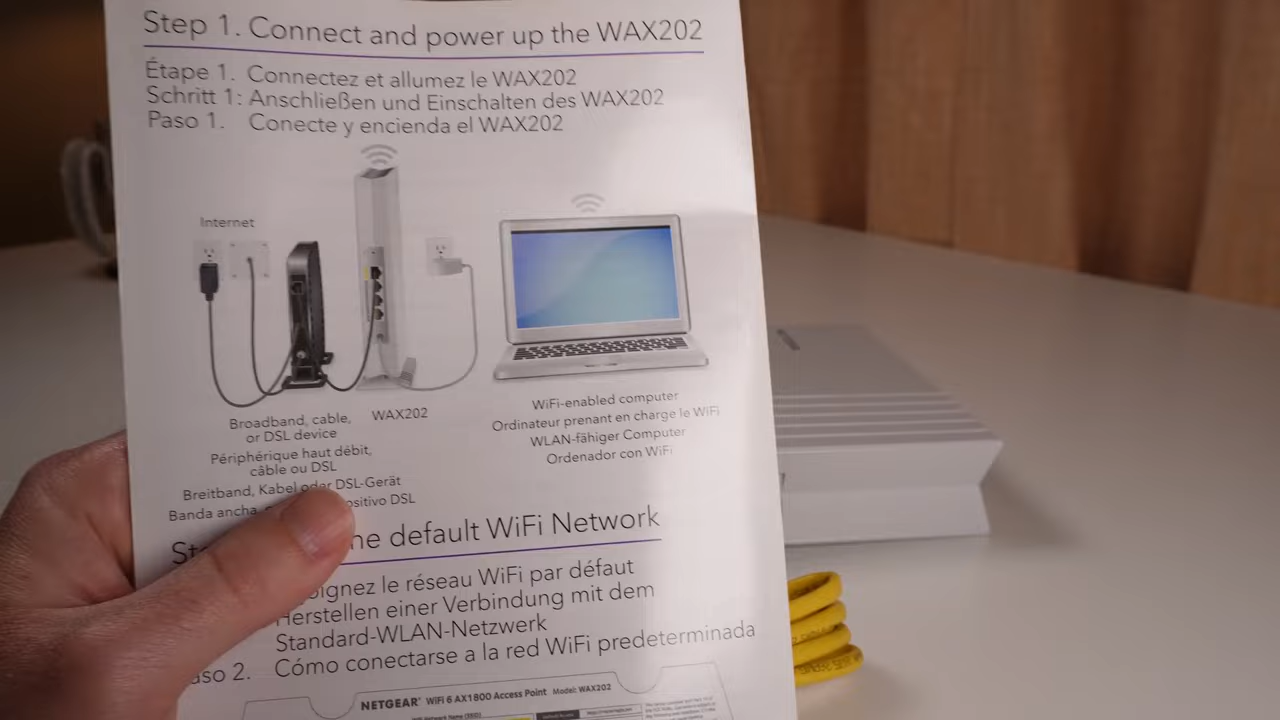 Step 1. Connect and power up the WAX202
Étape 1. Connectez et allumez le WAX202
Schritt 1: Anschließen und Einschalten des WAX202
Paso 1. Conecte y encienda el WAX202
Internet
Broadband, cable,
or DSL device
Périphérique haut débit,
câble ou DSL
Breitband, Kabel oder DSL-Gerät
Banda ancha, DSL
WAX202
WiFi-enabled computer
Ordinateur prenant en charge le WiFi
WLAN-fähiger Computer
Ordenador con WiFi
default WiFi Network
le réseau WiFi par défaut
Herstellen einer Verbindung mit dem
Standard-WLAN-Netzwerk
2. Cómo conectarse a la red WiFi predeterminada
NETGEAR® WiFi 6 AX1800 Access Point Model: WAX202
WiFi Network Name (SSID)